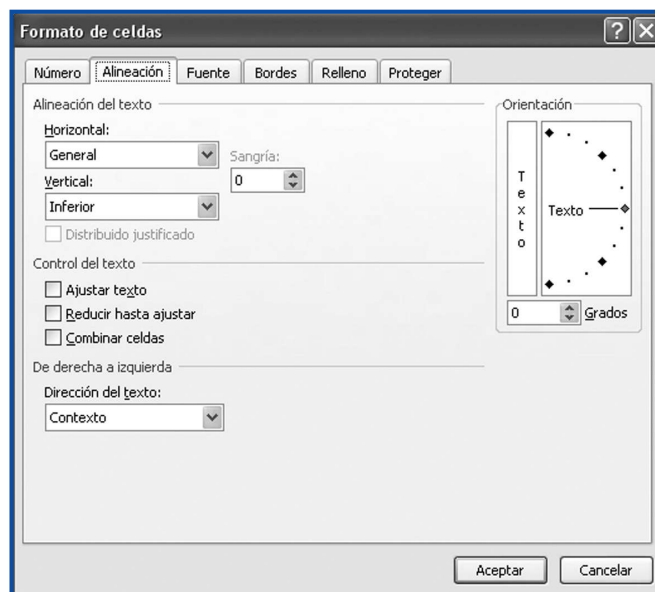 Formato de celdas
Número Alineación Fuente Bordes Relleno Proteger
Alineación del texto
Horizontal:
General
Sangría:
0
Vertical:
Inferior
Distribuido justificado
Control del texto
Ajustar texto
Reducir hasta ajustar
Combinar celdas
De derecha a izquierda
Dirección del texto:
Contexto
Orientación
Texto
Texto
0 Grados
Aceptar Cancelar